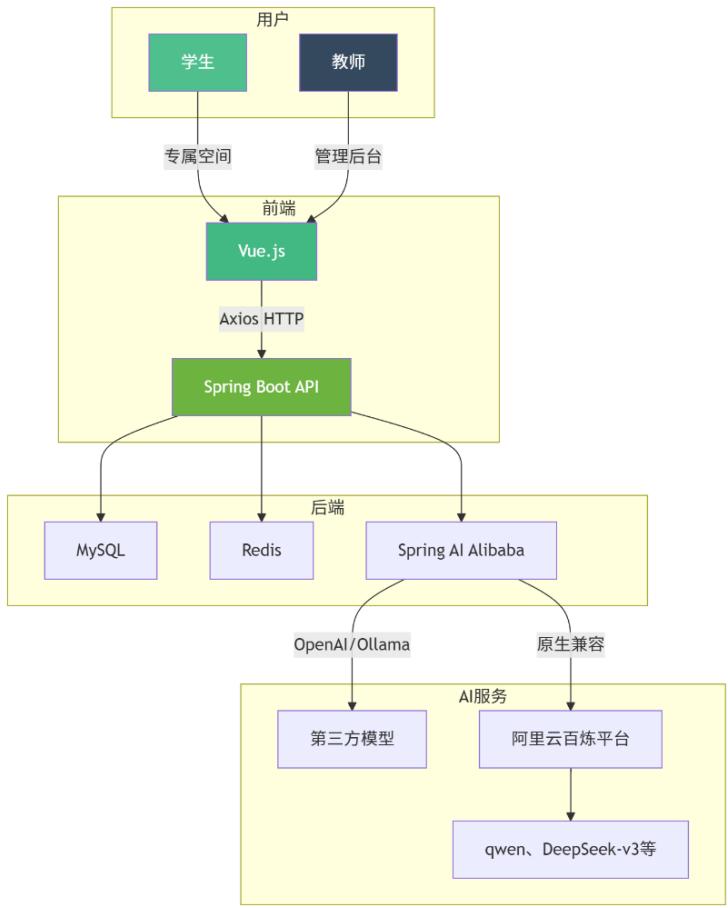 用户
学生
教师
专属空间
管理后台
前端
Vue.js
Axios HTTP
Spring Boot API
后端
MySQL
Redis
Spring AI Alibaba
OpenAI/Ollama
原生兼容
AI服务
第三方模型
阿里云百炼平台
qwen、DeepSeek-v3等